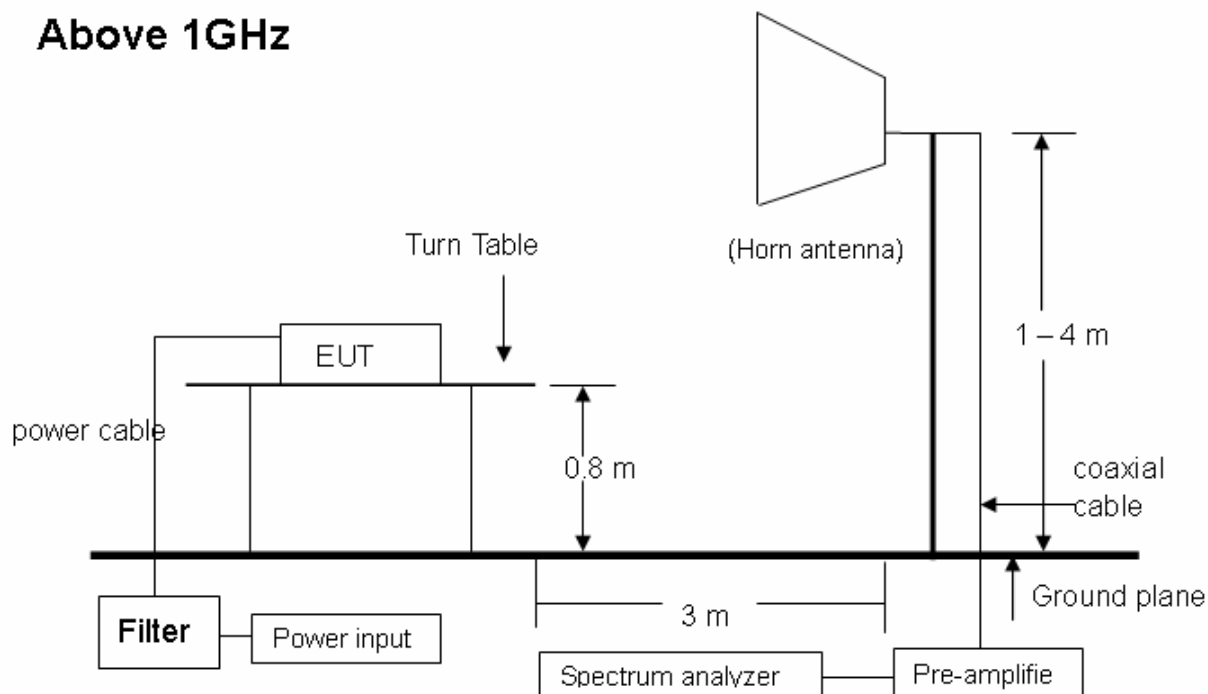 Above 1GHz
Turn Table
(Horn antenna)
1 – 4 m
EUT
power cable
0.8 m
coaxial
cable
Ground plane
3 m
Filter
Power input
Spectrum analyzer
Pre-amplifie